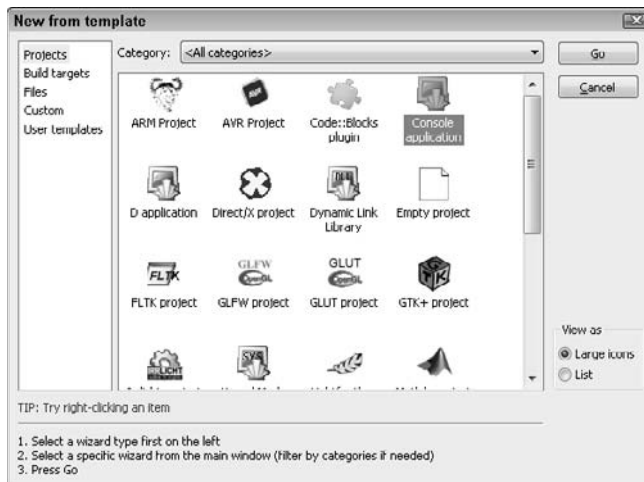 New from template
Projects
Build targets
Files
Custom
User templates
Category: <All categories>
Go
Cancel
ARM Project
AVR Project
Code::Blocks
plugin
Console
application
D application
Direct/X project
Dynamic Link
Library
Empty project
FLTK project
GLFW project
GLUT project
GTK+ project
View as
Large icons
List
TIP: Try right-clicking an item
1. Select a wizard type first on the left
2. Select a specific wizard from the main window (filter by categories if needed)
3. Press Go